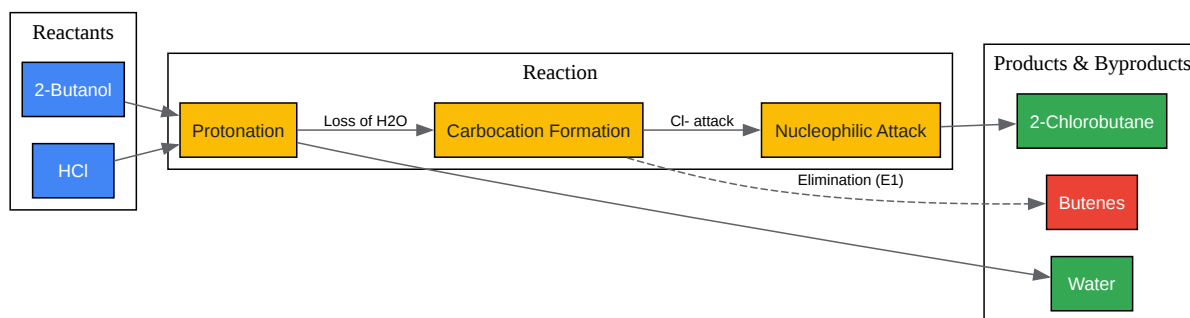 Reactants
2-Butanol
HCl
Reaction
Protonation
Loss of H2O
Carbocation Formation
Cl- attack
Nucleophilic Attack
Elimination (E1)
Products & Byproducts
2-Chlorobutane
Butenes
Water